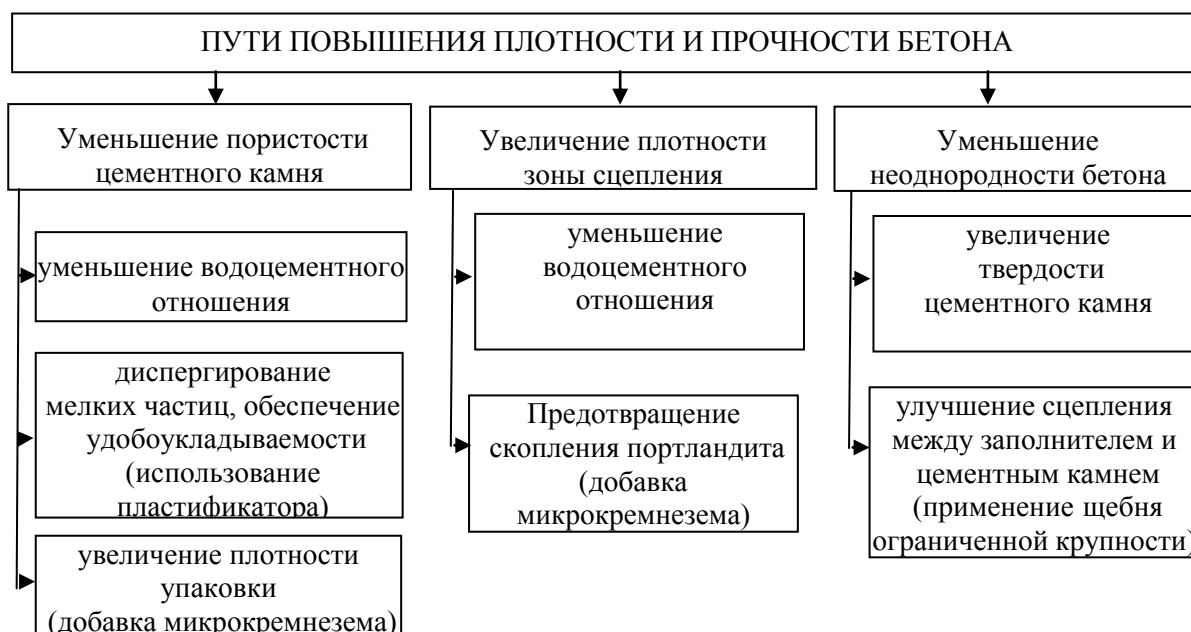 ПУТИ ПОВЫШЕНИЯ ПЛОТНОСТИ И ПРОЧНОСТИ БЕТОНА
Уменьшение пористости
цементного камня
уменьшение водоцементного
отношения
диспергирование
мелких частиц, обеспечение
удобоукладываемости
(использование
пластификатора)
увеличение плотности
упаковки
(добавка микрокремнезема)
Увеличение плотности
зоны сцепления
уменьшение
водоцементного
отношения
Предотвращение
скопления портландита
(добавка
микрокремнезема)
Уменьшение
неоднородности бетона
увеличение
твердости
цементного камня
улучшение сцепления
между заполнителем и
цементным камнем
(применение щебня
ограниченной крупности)